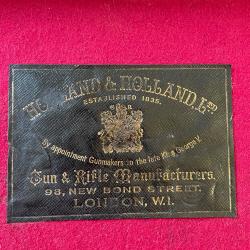 HOLLAND & HOLLAND, LTD
ESTABLISHED 1835.
By appointment Gunmakers to the late King George V.
Gun & Rifle Manufacturers.
98, NEW BOND STREET.
LONDON, W.1.